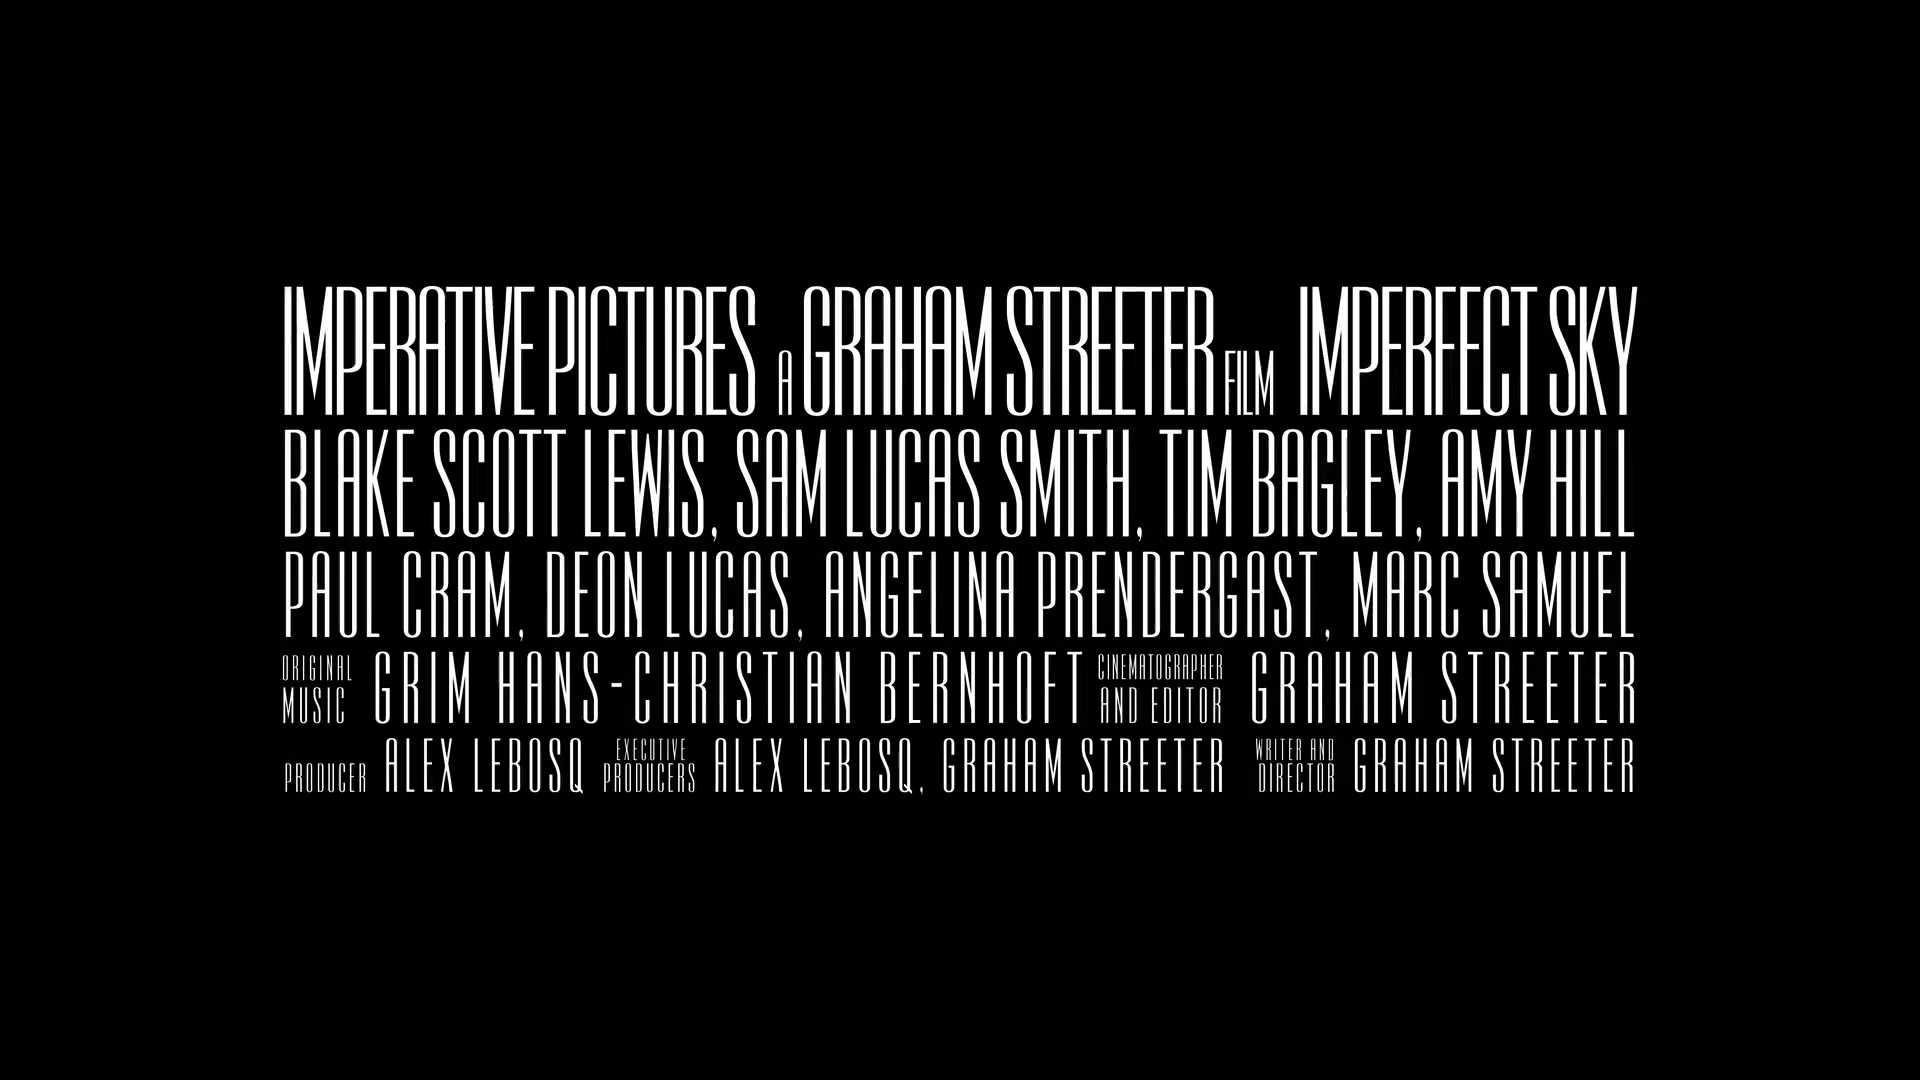 IMPERATIVE PICTURES A GRAHAM STREETER FILM IMPERFECT SKY
BLAKE SCOTT LEWIS, SAM LUCAS SMITH, TIM BAGLEY, AMY HILL
PAUL CRAM, DEON LUCAS, ANGELINA PRENDERGAST, MARC SAMUEL
ORIGINAL MUSIC GRIM HANS-CHRISTIAN BERNHOFT CINEMATOGRAPHER AND EDITOR GRAHAM STREETER
PRODUCER ALEX LEBOSQ EXECUTIVE PRODUCERS ALEX LEBOSQ, GRAHAM STREETER WRITER AND DIRECTOR GRAHAM STREETER